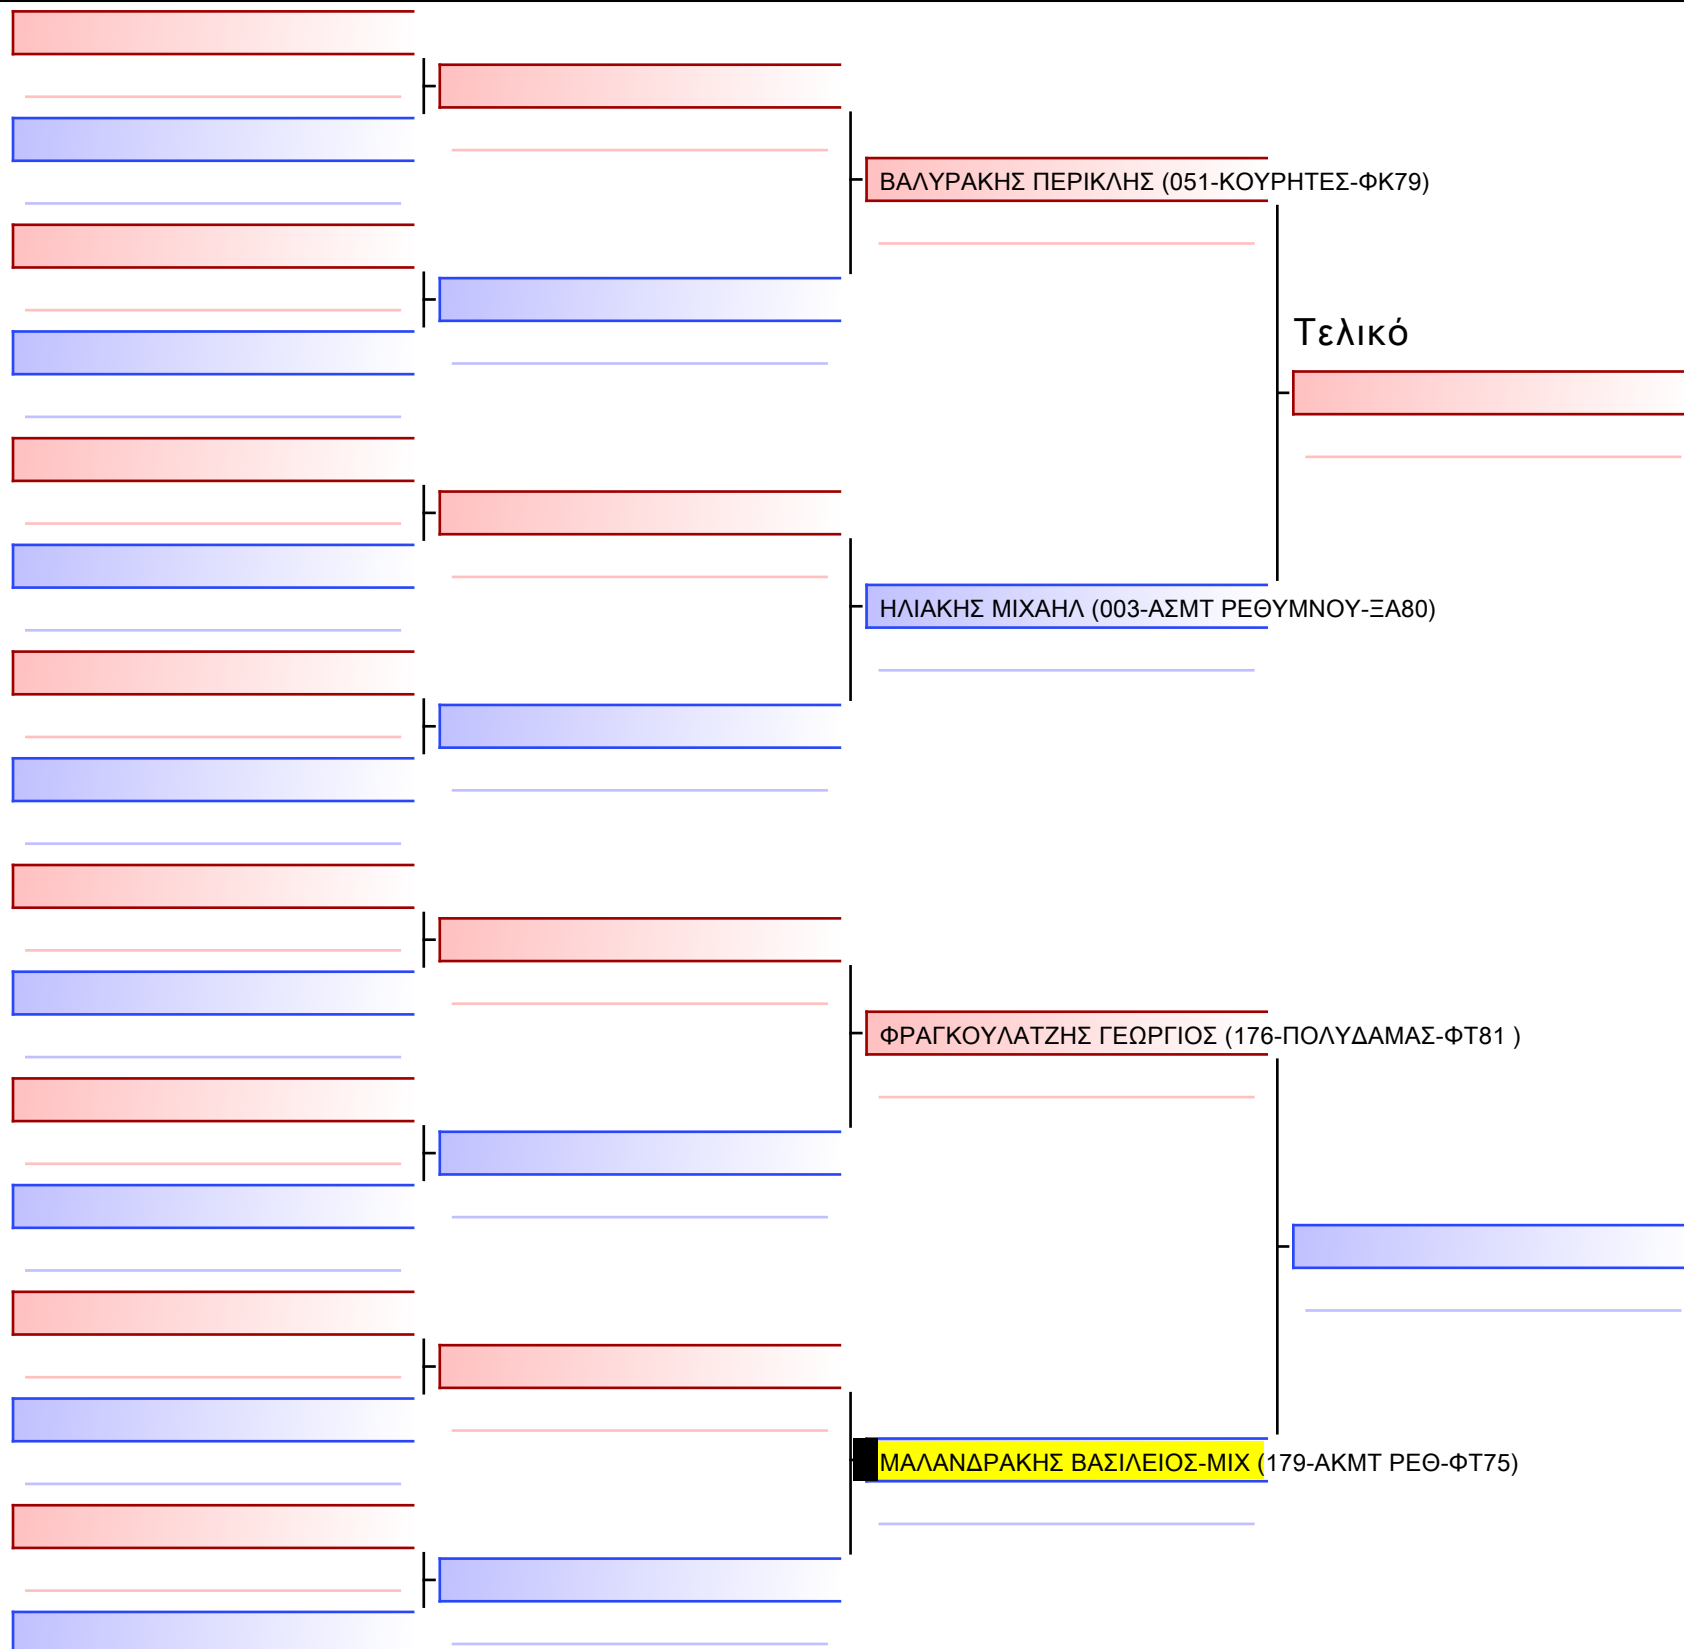 ΒΑΛΥΡΑΚΗΣ ΠΕΡΙΚΛΗΣ (051-ΚΟΥΡΗΤΕΣ-ΦΚ79)
Τελικό
ΗΛΙΑΚΗΣ ΜΙΧΑΗΛ (003-ΑΣΜΤ ΡΕΘΥΜΝΟΥ-ΞΑ80)
ΦΡΑΓΚΟΥΛΑΤΖΗΣ ΓΕΩΡΓΙΟΣ (176-ΠΟΛΥΔΑΜΑΣ-ΦΤ81 )
ΜΑΛΑΝΔΡΑΚΗΣ ΒΑΣΙΛΕΙΟΣ-ΜΙΧ (179-ΑΚΜΤ ΡΕΘ-ΦΤ75)